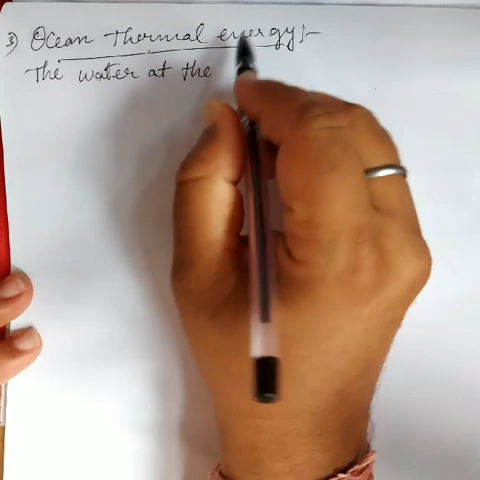 3) Ocean Thermal energy:-
The water at the